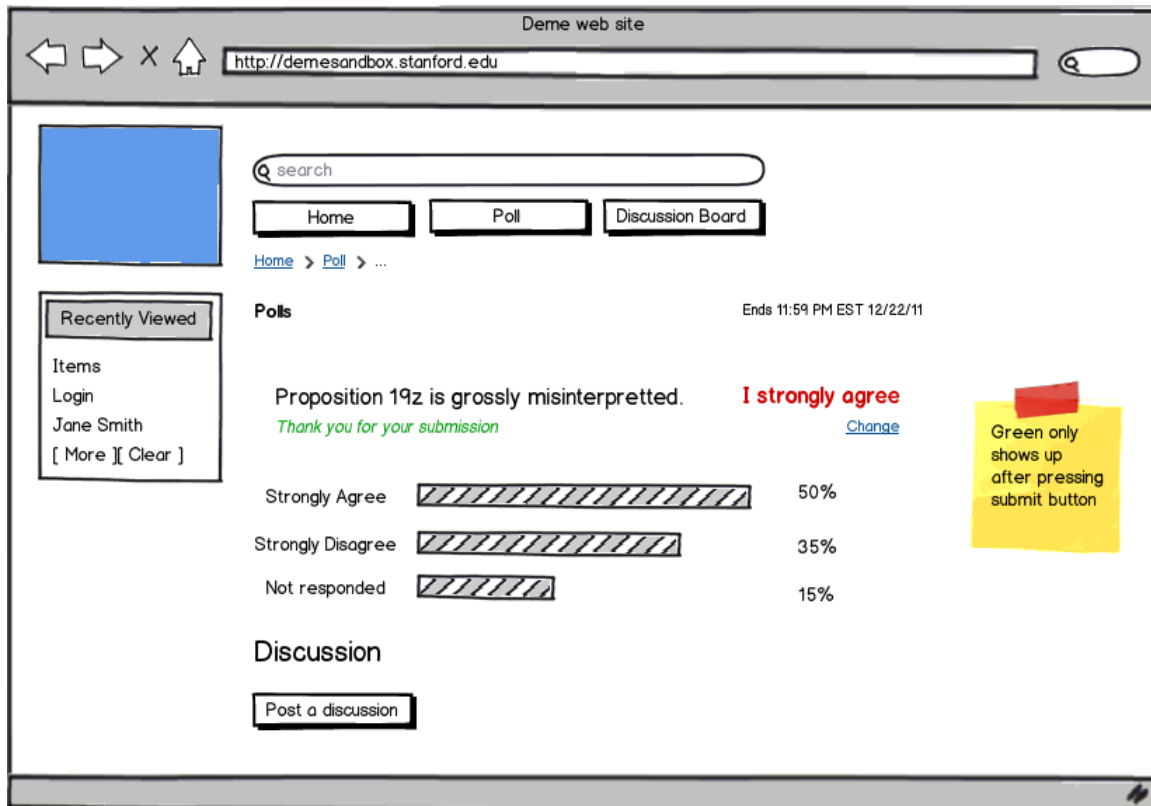 Deme web site
http://demesandbox.stanford.edu
search
Home
Poll
Discussion Board
Home > Poll > ...
Recently Viewed
Items
Login
Jane Smith
[ More ][ Clear ]
Polls
Ends 11:59 PM EST 12/22/11
Proposition 19z is grossly misinterpreted.
I strongly agree
Thank you for your submission
Change
Strongly Agree 50%
Strongly Disagree 35%
Not responded 15%
Green only
shows up
after pressing
submit button
Discussion
Post a discussion